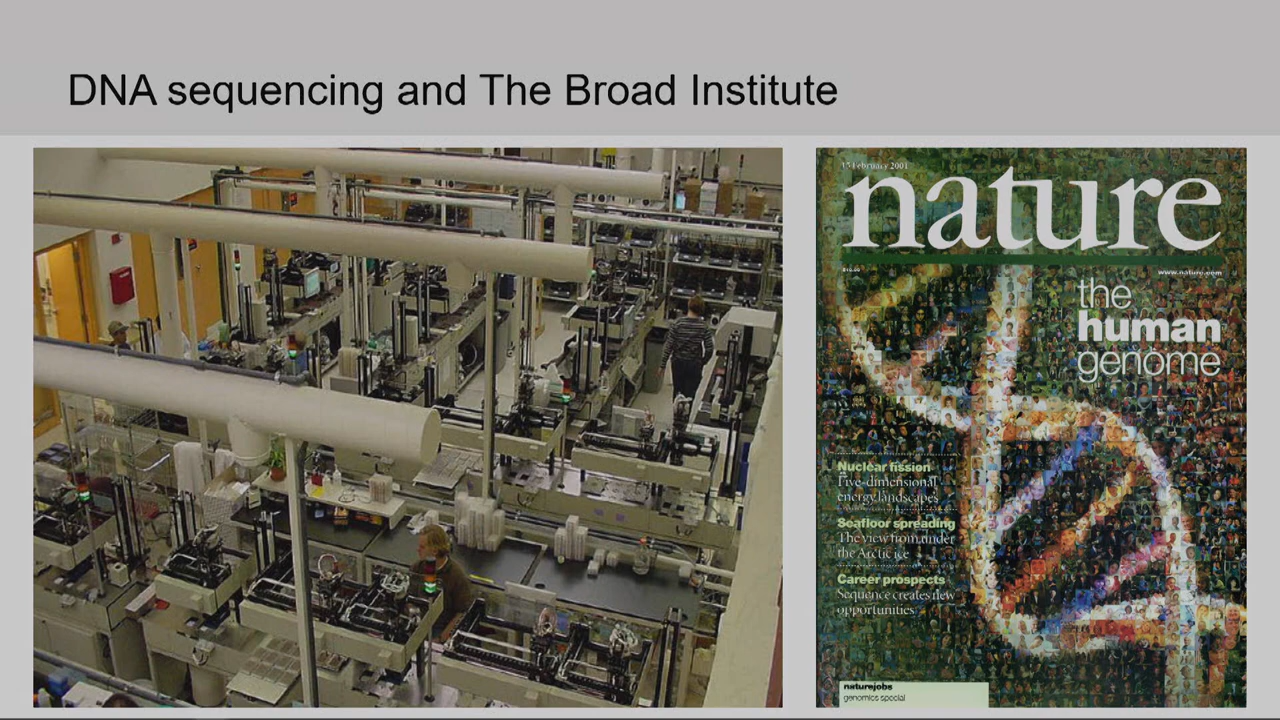 DNA sequencing and The Broad Institute
15 February 2001
nature
www.nature.com
the
human
genome
Nuclear fission
Five-dimensional
energy landscapes
Seafloor spreading
The view from under
the Arctic ice
Career prospects
Sequence creates new
opportunities
naturejobs
genomics special